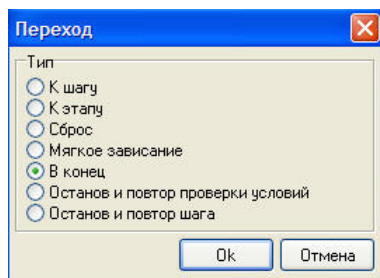 Переход
Тип
К шагу
К этапу
Сброс
Мягкое зависание
В конец
Останов и повтор проверки условий
Останов и повтор шага
Ok
Отмена